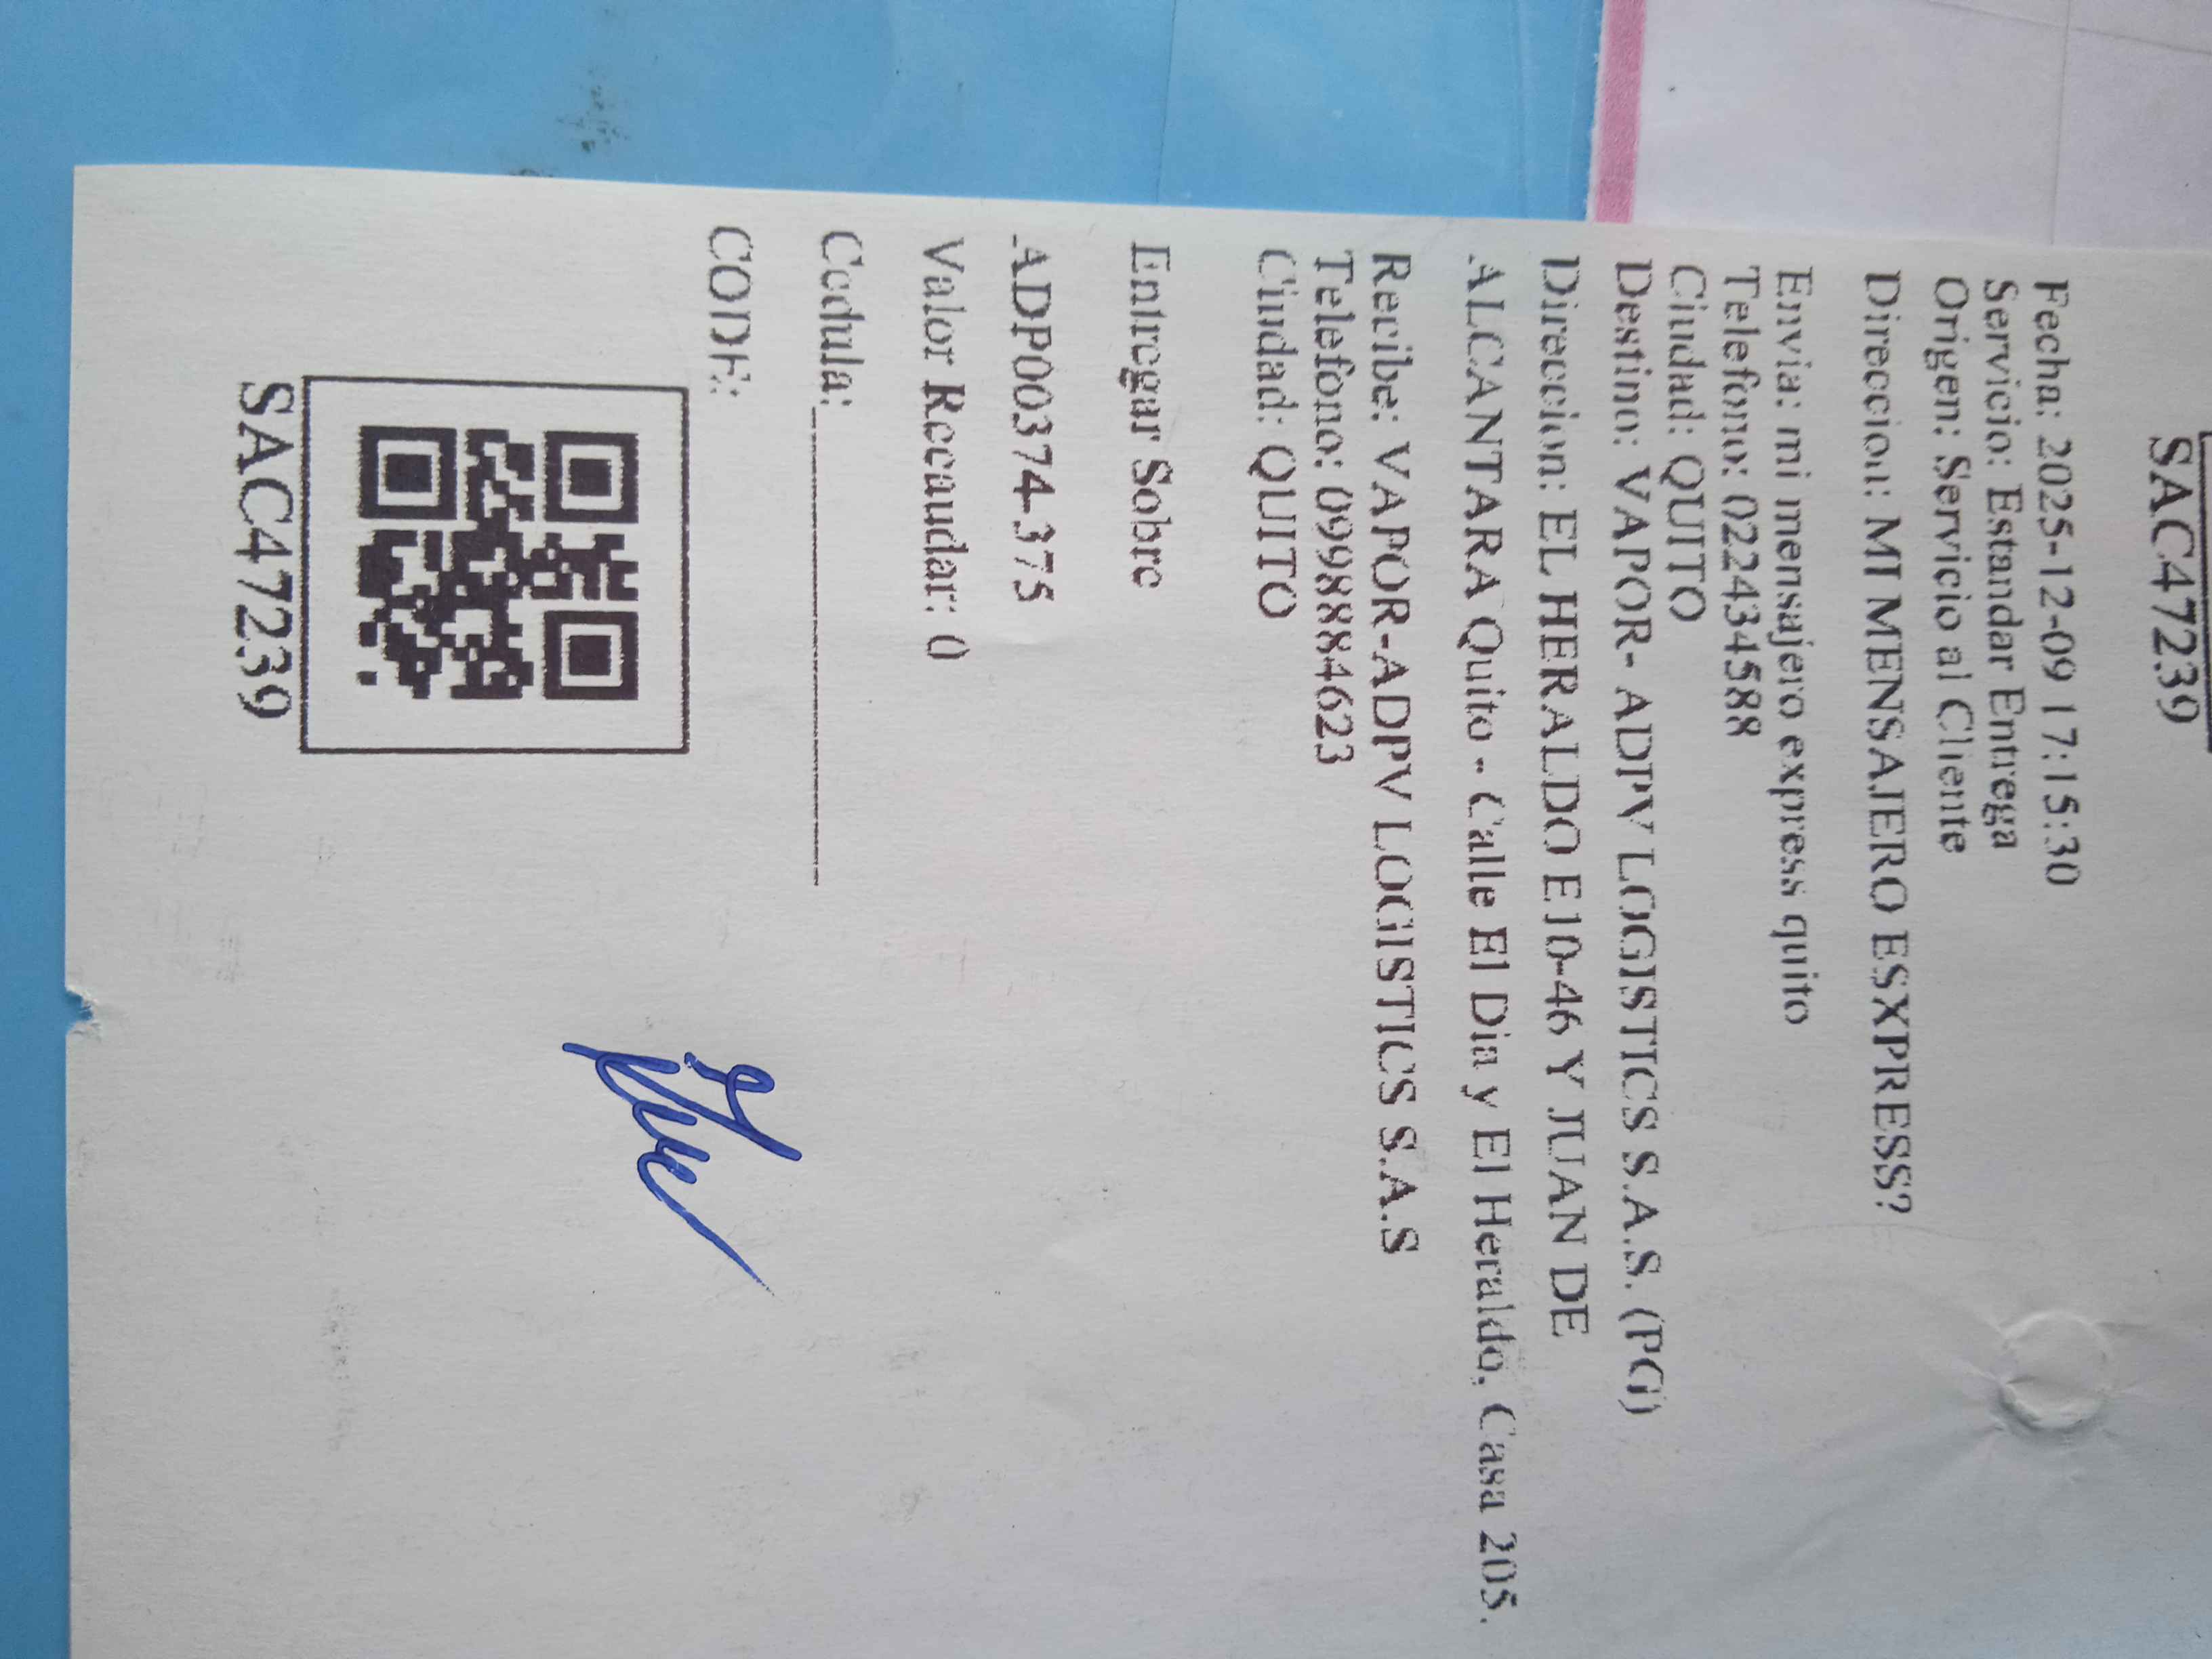 SAC47239
Fecha: 2025-12-09 17:15:30
Servicio: Estandar Entrega
Origen: Servicio al Cliente
Direccion: MI MENSAJERO ESXPRESS?
Envia: mi mensajero express quito
Telefono: 022434588
Ciudad: QUITO
Destino: VAPOR- ADPV LOGISTICS S.A.S. (PG)
Direccion: EL HERALDO E10-46 Y JUAN DE
ALCANTARA Quito - Calle El Dia y El Heraldo, Casa 205.
Recibe: VAPOR-ADPV LOGISTICS S.A.S
Telefono: 0998884623
Ciudad: QUITO
Entregar Sobre
ADP00374-375
Valor Recaudar: 0
Cedula:
CODE:
SAC47239